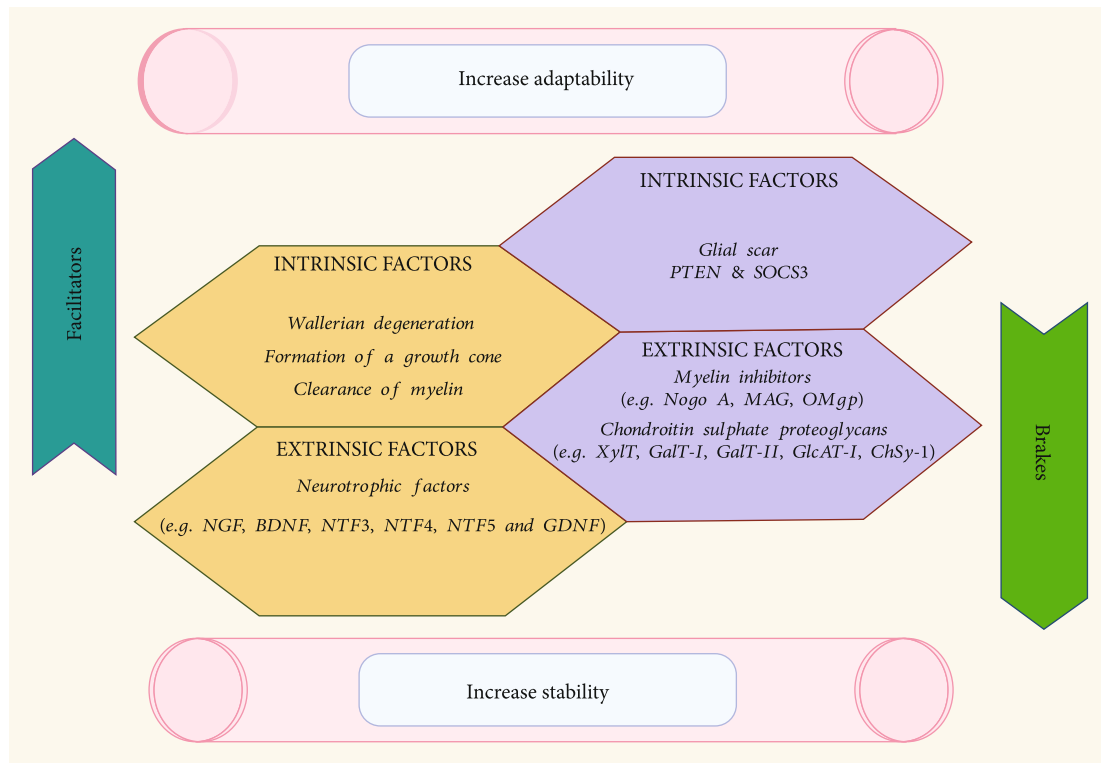 Increase adaptability
Facilitators
INTRINSIC FACTORS
Wallerian degeneration
Formation of a growth cone
Clearance of myelin
EXTRINSIC FACTORS
Neurotrophic factors
(e.g. NGF, BDNF, NTF3, NTF4, NTF5 and GDNF)
INTRINSIC FACTORS
Glial scar
PTEN & SOCS3
EXTRINSIC FACTORS
Myelin inhibitors
(e.g. Nogo A, MAG, OMgp)
Chondroitin sulphate proteoglycans
(e.g. XylT, GalT-I, GalT-II, GlcAT-I, ChSy-1)
Brakes
Increase stability